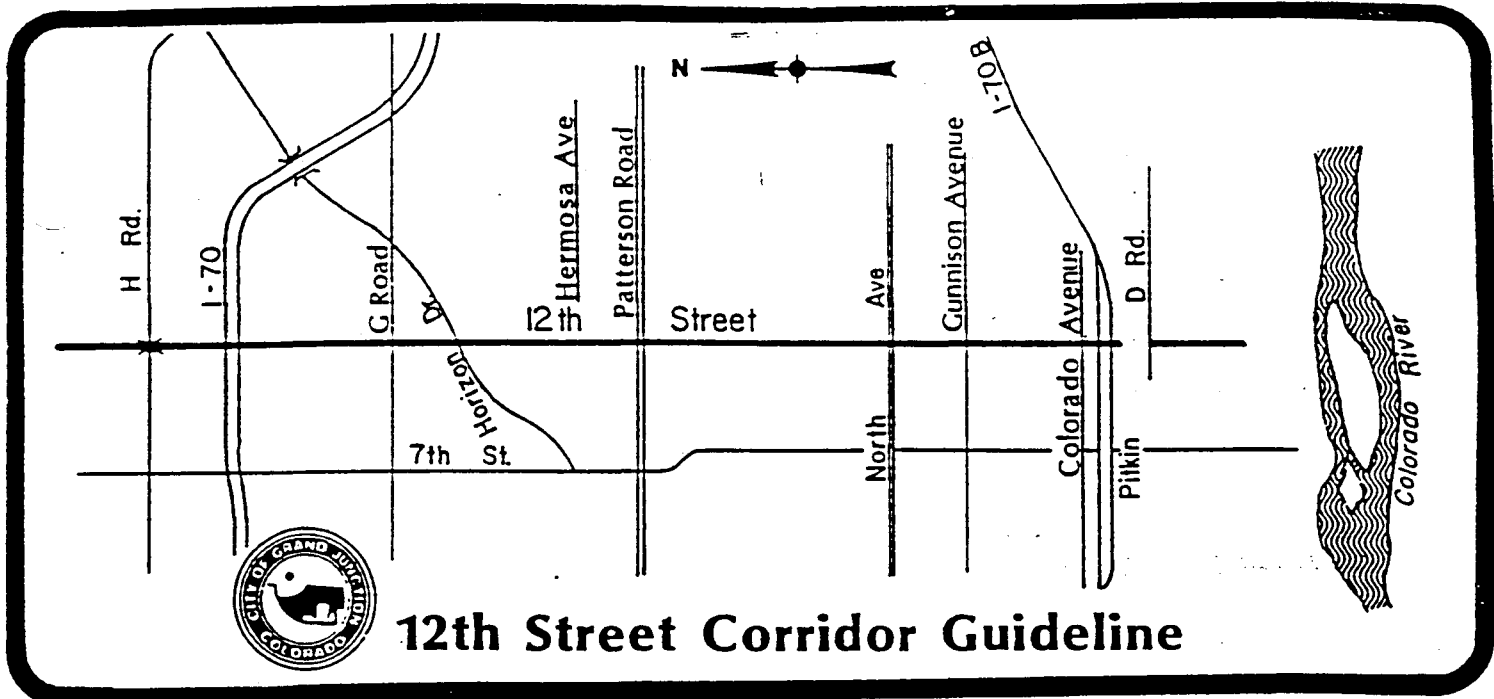 N
I-70B
H Rd.
I-70
G Road
Dr.
Horizon
12th
Hermosa Ave
Patterson Road
Street
North
Ave
Gunnison Avenue
Colorado Avenue
Pitkin
D Rd.
7th St.
Colorado River
CITY OF GRAND JUNCTION
COLORADO
12th Street Corridor Guideline